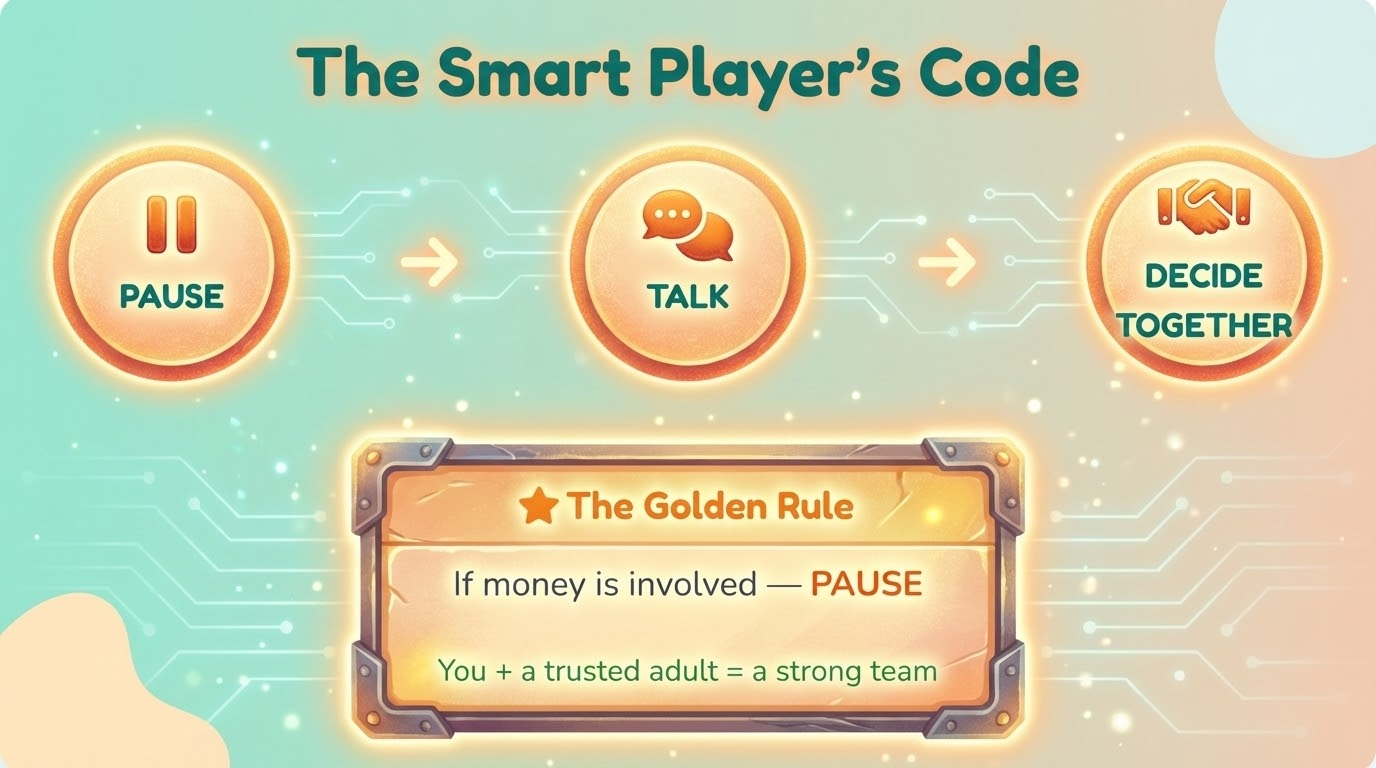 The Smart Player’s Code
PAUSE
TALK
DECIDE
TOGETHER
The Golden Rule
If money is involved — PAUSE
You + a trusted adult = a strong team